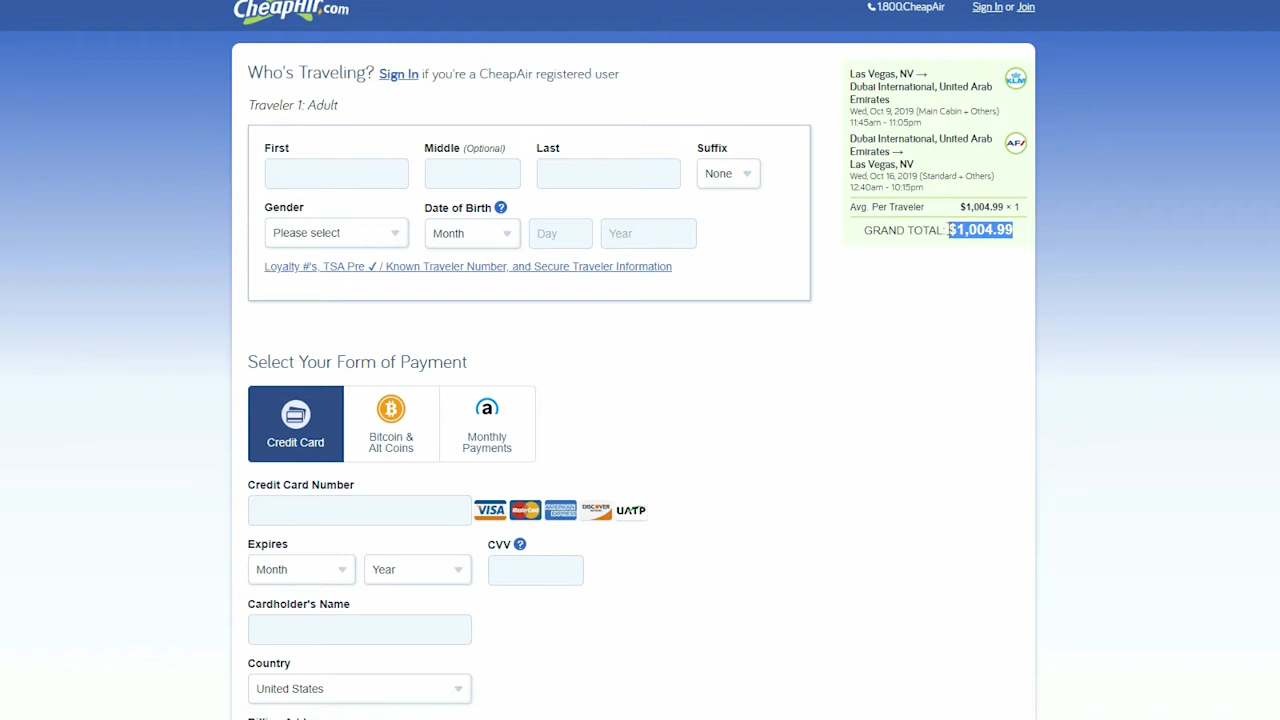 CheapAir.com
1.800.CheapAir
Sign In or Join
Who's Traveling? Sign In if you're a CheapAir registered user
Traveler 1: Adult
First
Middle (Optional)
Last
Suffix
None
Gender
Date of Birth ?
Please select
Month
Day
Year
Loyalty #'s, TSA Pre ✓ / Known Traveler Number, and Secure Traveler Information
Las Vegas, NV →
Dubai International, United Arab
Emirates
KLM
Wed, Oct 9, 2019 (Main Cabin + Others)
11:45am - 11:05pm
Dubai International, United Arab
Emirates →
Las Vegas, NV
AF
Wed, Oct 16, 2019 (Standard + Others)
12:40am - 10:15pm
Avg. Per Traveler $1,004.99 × 1
GRAND TOTAL: $1,004.99
Select Your Form of Payment
Credit Card
Bitcoin &
Alt Coins
a
Monthly
Payments
Credit Card Number
VISA
MasterCard
AMERICAN EXPRESS
DISCOVER
UATP
Expires
CVV ?
Month
Year
Cardholder's Name
Country
United States